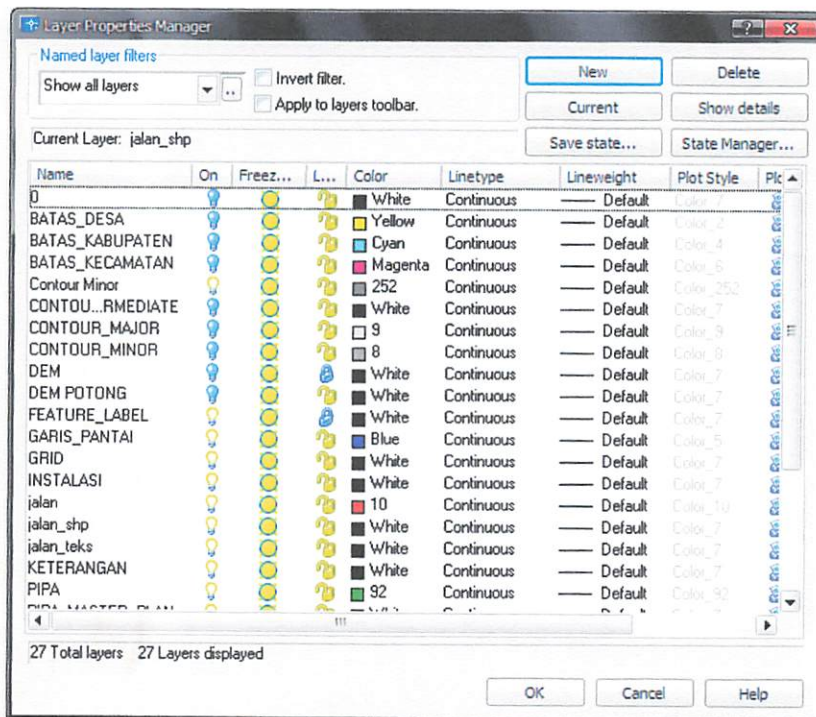 Layer Properties Manager
Named layer filters
Show all layers
Invert filter.
Apply to layers toolbar.
New
Delete
Current
Show details
Current Layer: jalan_shp
Save state...
State Manager...
Name On Freez... L... Color Linetype Lineweight Plot Style Plc
0 White Continuous Default Color_7
BATAS_DESA Yellow Continuous Default Color_2
BATAS_KABUPATEN Cyan Continuous Default Color_4
BATAS_KECAMATAN Magenta Continuous Default Color_6
Contour Minor 252 Continuous Default Color_252
CONTOU...RMEDIATE White Continuous Default Color_7
CONTOUR_MAJOR 9 Continuous Default Color_9
CONTOUR_MINOR 8 Continuous Default Color_8
DEM White Continuous Default Color_7
DEM POTONG White Continuous Default Color_7
FEATURE_LABEL White Continuous Default Color_7
GARIS_PANTAI Blue Continuous Default Color_5
GRID White Continuous Default Color_7
INSTALASI White Continuous Default Color_7
jalan 10 Continuous Default Color_10
jalan_shp White Continuous Default Color_7
jalan_teks White Continuous Default Color_7
KETERANGAN White Continuous Default Color_7
PIPA 92 Continuous Default Color_92
27 Total layers 27 Layers displayed
OK
Cancel
Help